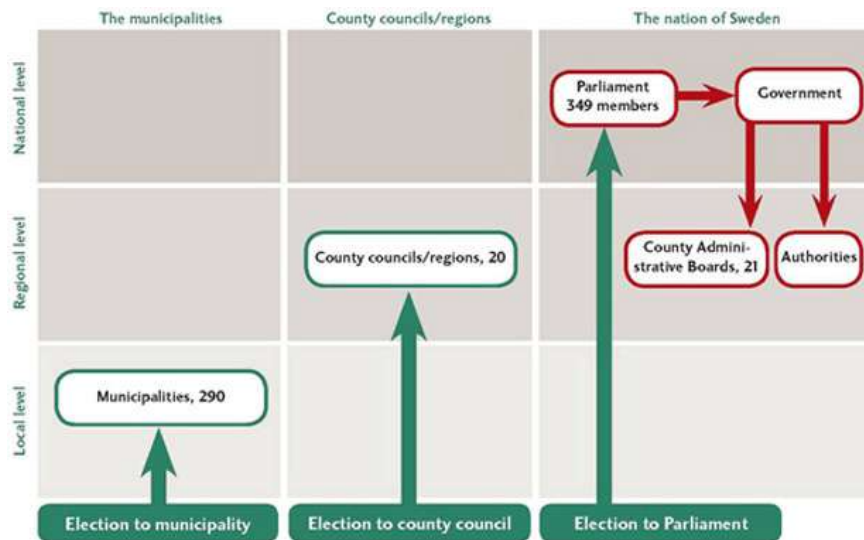 The municipalities
County councils/regions
The nation of Sweden
National level
Parliament
349 members
Government
Regional level
County councils/regions, 20
County Admini-
strative Boards, 21
Authorities
Local level
Municipalities, 290
Election to municipality
Election to county council
Election to Parliament